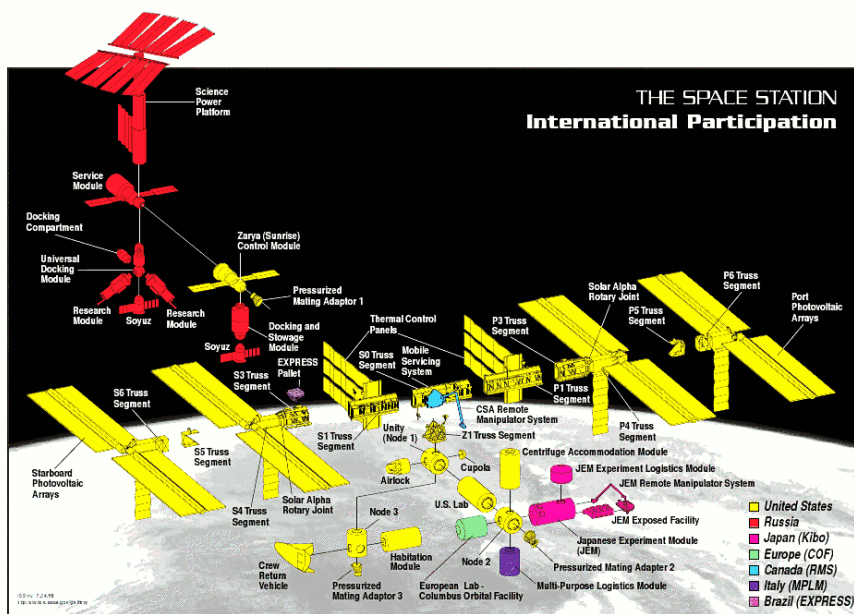 THE SPACE STATION
International Participation
Science
Power
Platform
Service
Module
Docking
Compartment
Universal
Docking
Module
Research
Module
Soyuz
Research
Module
Zarya (Sunrise)
Control Module
Pressurized
Mating Adaptor 1
Docking and
Stowage
Module
Soyuz
EXPRESS
Pallet
Thermal Control
Panels
S0 Truss
Segment
Mobile
Servicing
System
P3 Truss
Segment
Solar Alpha
Rotary Joint
P5 Truss
Segment
P6 Truss
Segment
Port
Photovoltaic
Arrays
S3 Truss
Segment
S6 Truss
Segment
S5 Truss
Segment
Starboard
Photovoltaic
Arrays
S4 Truss
Segment
Solar Alpha
Rotary Joint
S1 Truss
Segment
Unity
(Node 1)
CSA Remote
Manipulator System
P1 Truss
Segment
P4 Truss
Segment
Z1 Truss Segment
Centrifuge Accommodation Module
Airlock
Cupola
JEM Experiment Logistics Module
JEM Remote Manipulator System
U.S. Lab
JEM Exposed Facility
Node 3
Japanese Experiment Module
(JEM)
Habitation
Module
Node 2
Pressurized Mating Adaptor 2
Crew
Return
Vehicle
Pressurized
Mating Adaptor 3
European Lab -
Columbus Orbital Facility
Multi-Purpose Logistics Module
United States
Russia
Japan (Kibo)
Europe (COF)
Canada (RMS)
Italy (MPLM)
Brazil (EXPRESS)